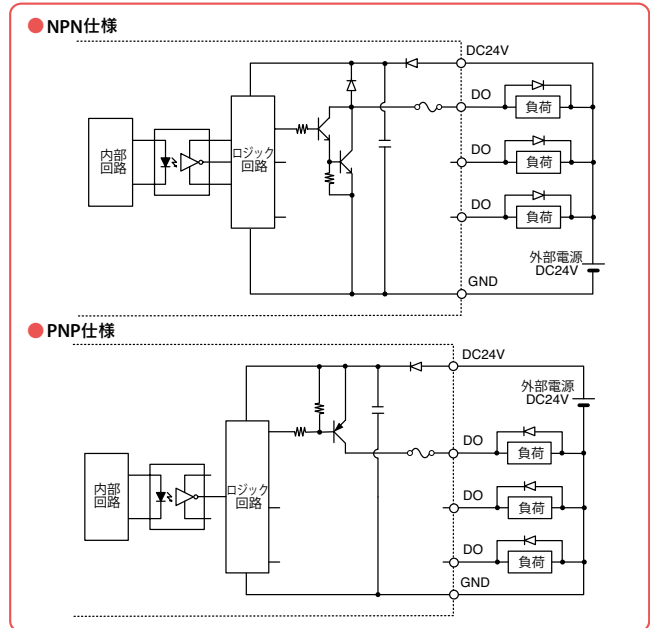 NPN仕様
DC24V
DO
負荷
内部
回路
ロジック
回路
DO
負荷
DO
負荷
外部電源
DC24V
GND
PNP仕様
DC24V
外部電源
DC24V
DO
負荷
内部
回路
ロジック
回路
DO
負荷
DO
負荷
GND